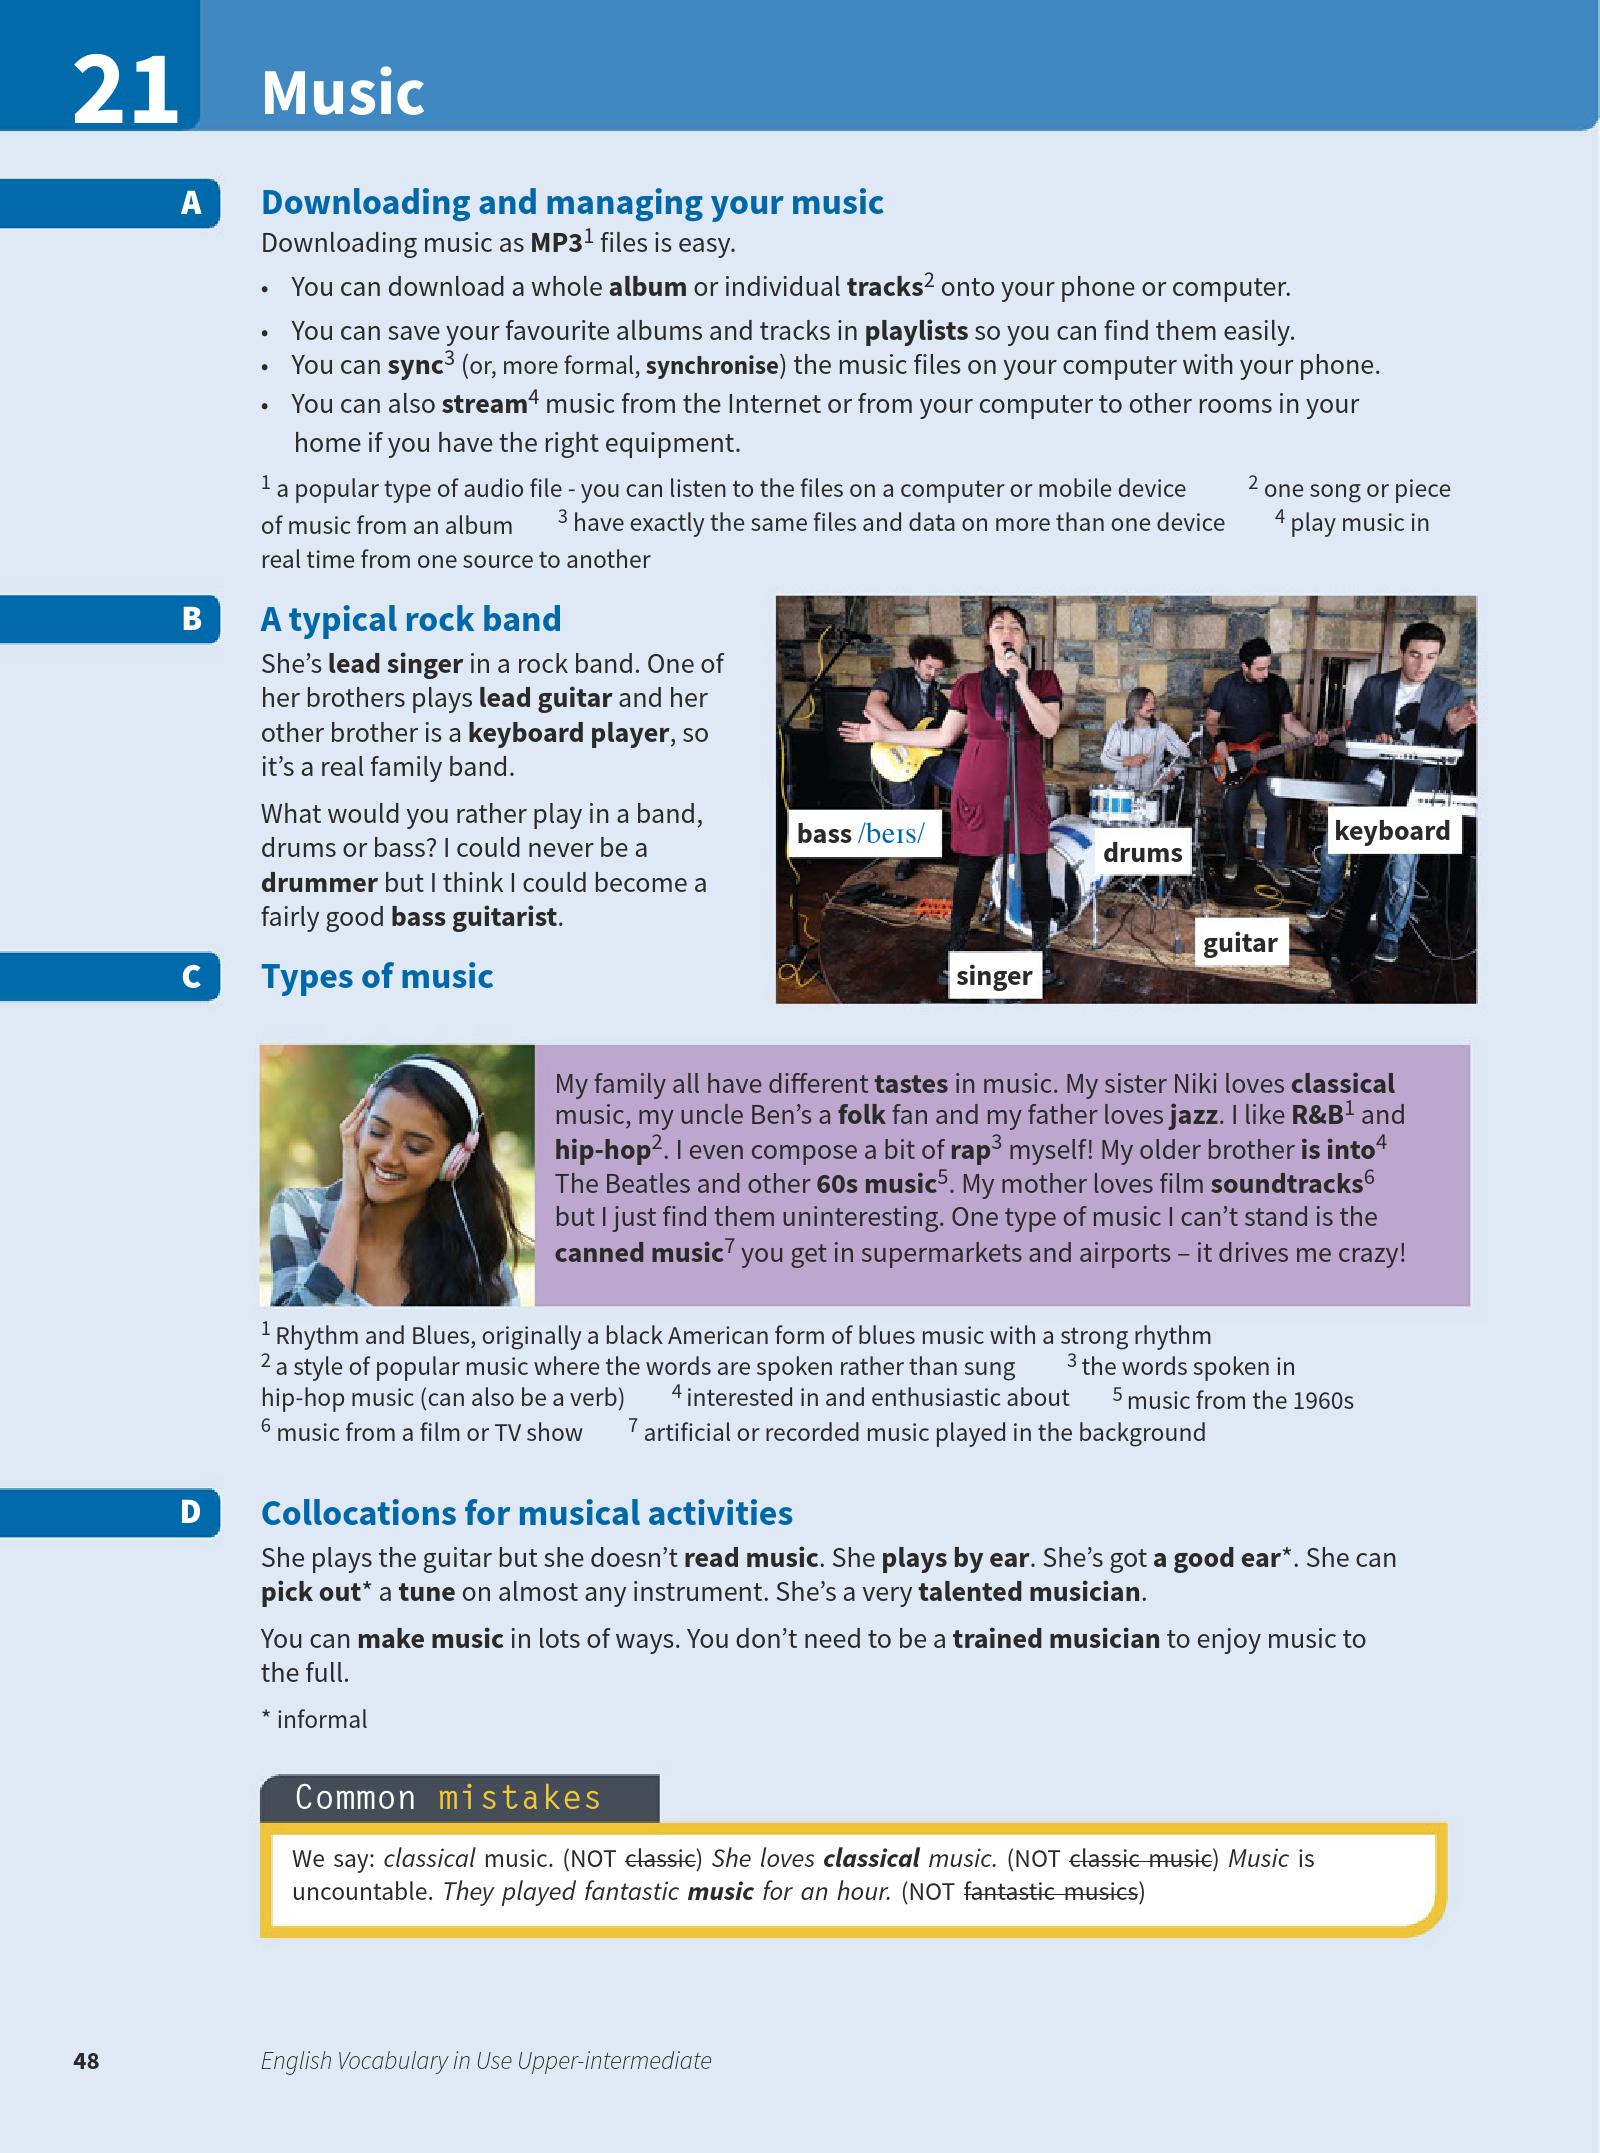 21 Music
A Downloading and managing your music
Downloading music as MP3¹ files is easy.
• You can download a whole album or individual tracks² onto your phone or computer.
• You can save your favourite albums and tracks in playlists so you can find them easily.
• You can sync³ (or, more formal, synchronise) the music files on your computer with your phone.
• You can also stream⁴ music from the Internet or from your computer to other rooms in your
home if you have the right equipment.
¹ a popular type of audio file - you can listen to the files on a computer or mobile device ² one song or piece
of music from an album ³ have exactly the same files and data on more than one device ⁴ play music in
real time from one source to another
B A typical rock band
She's lead singer in a rock band. One of
her brothers plays lead guitar and her
other brother is a keyboard player, so
it's a real family band.
What would you rather play in a band,
drums or bass? I could never be a
drummer but I think I could become a
fairly good bass guitarist.
bass /beɪs/
drums
keyboard
guitar
singer
C Types of music
My family all have different tastes in music. My sister Niki loves classical
music, my uncle Ben's a folk fan and my father loves jazz. I like R&B¹ and
hip-hop². I even compose a bit of rap³ myself! My older brother is into⁴
The Beatles and other 60s music⁵. My mother loves film soundtracks⁶
but I just find them uninteresting. One type of music I can't stand is the
canned music⁷ you get in supermarkets and airports – it drives me crazy!
¹ Rhythm and Blues, originally a black American form of blues music with a strong rhythm
² a style of popular music where the words are spoken rather than sung ³ the words spoken in
hip-hop music (can also be a verb) ⁴ interested in and enthusiastic about ⁵ music from the 1960s
⁶ music from a film or TV show ⁷ artificial or recorded music played in the background
D Collocations for musical activities
She plays the guitar but she doesn't read music. She plays by ear. She's got a good ear*. She can
pick out* a tune on almost any instrument. She's a very talented musician.
You can make music in lots of ways. You don't need to be a trained musician to enjoy music to
the full.
* informal
Common mistakes
We say: classical music. (NOT classic) She loves classical music. (NOT classic music) Music is
uncountable. They played fantastic music for an hour. (NOT fantastic musics)
48 English Vocabulary in Use Upper-intermediate